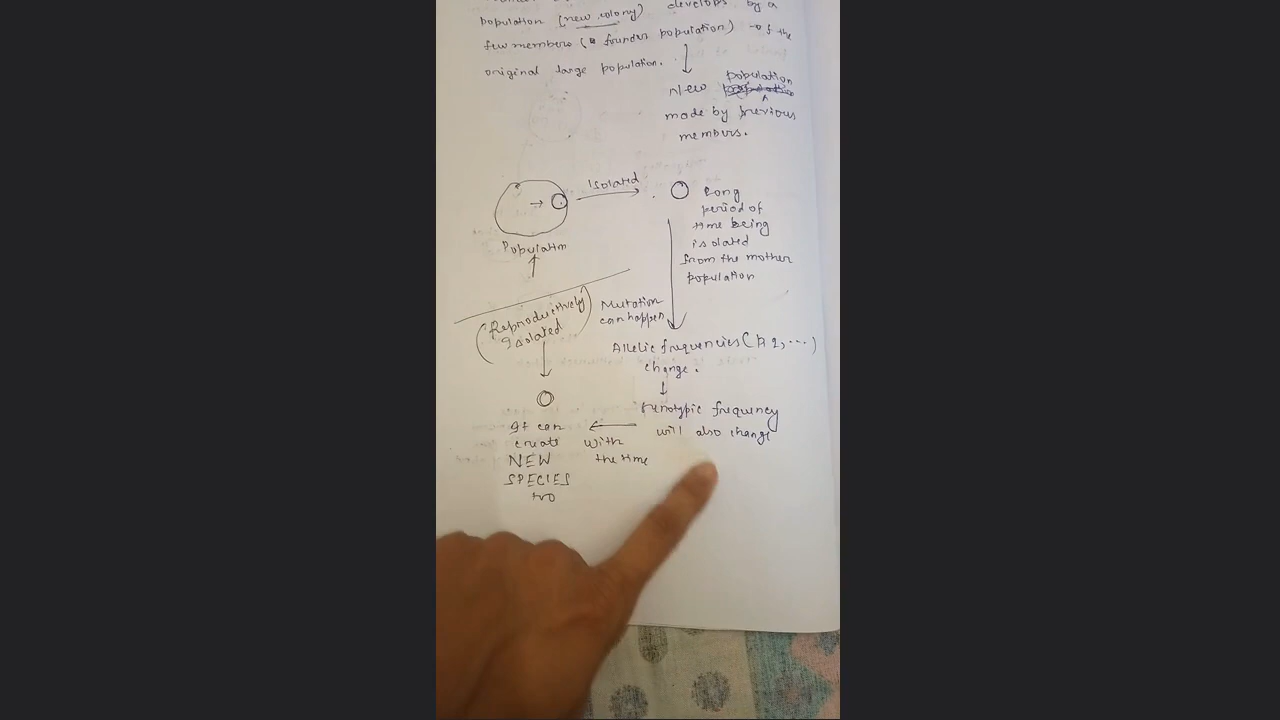 population (new colony) develops by a
few members (founder population) of the
original large population.
New population
made by previous
members.
Isolated
Population
Long
period of
time being
isolated
from the mother
population
(Reproductively
Isolated)
Mutation
can happen
Allelic frequencies (p, q, ...)
change.
Genotypic frequency
will also change
with
the time
It can
create
NEW
SPECIES